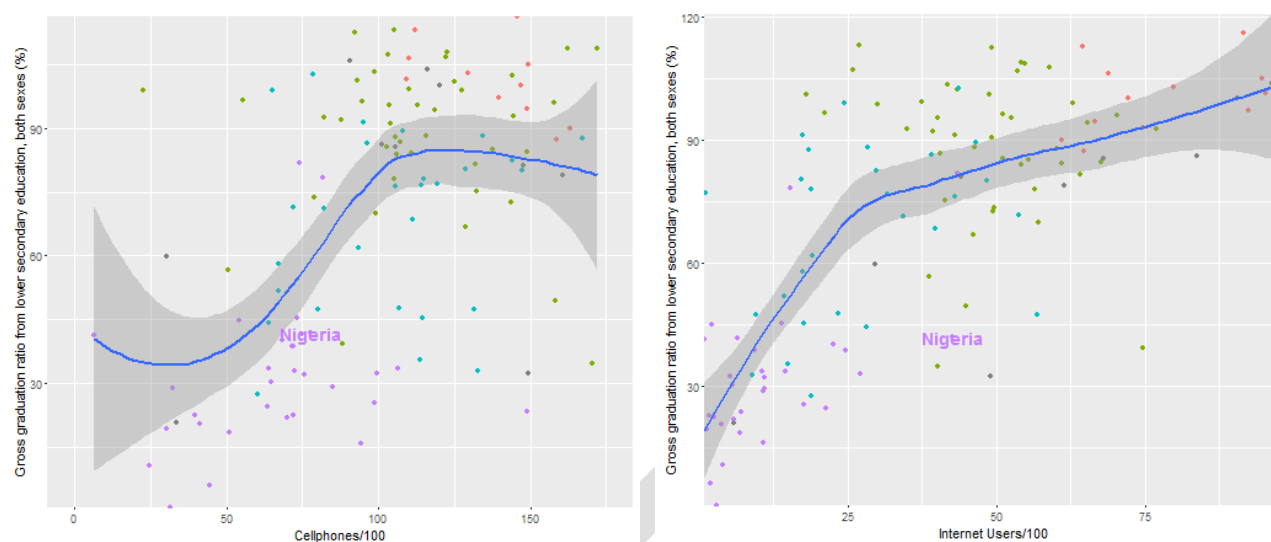 Gross graduation ratio from lower secondary education, both sexes (%)
90
60
30
0
50
100
150
Cellphones/100
Nigeria
Gross graduation ratio from lower secondary education, both sexes (%)
120
90
60
30
25
50
75
Internet Users/100
Nigeria